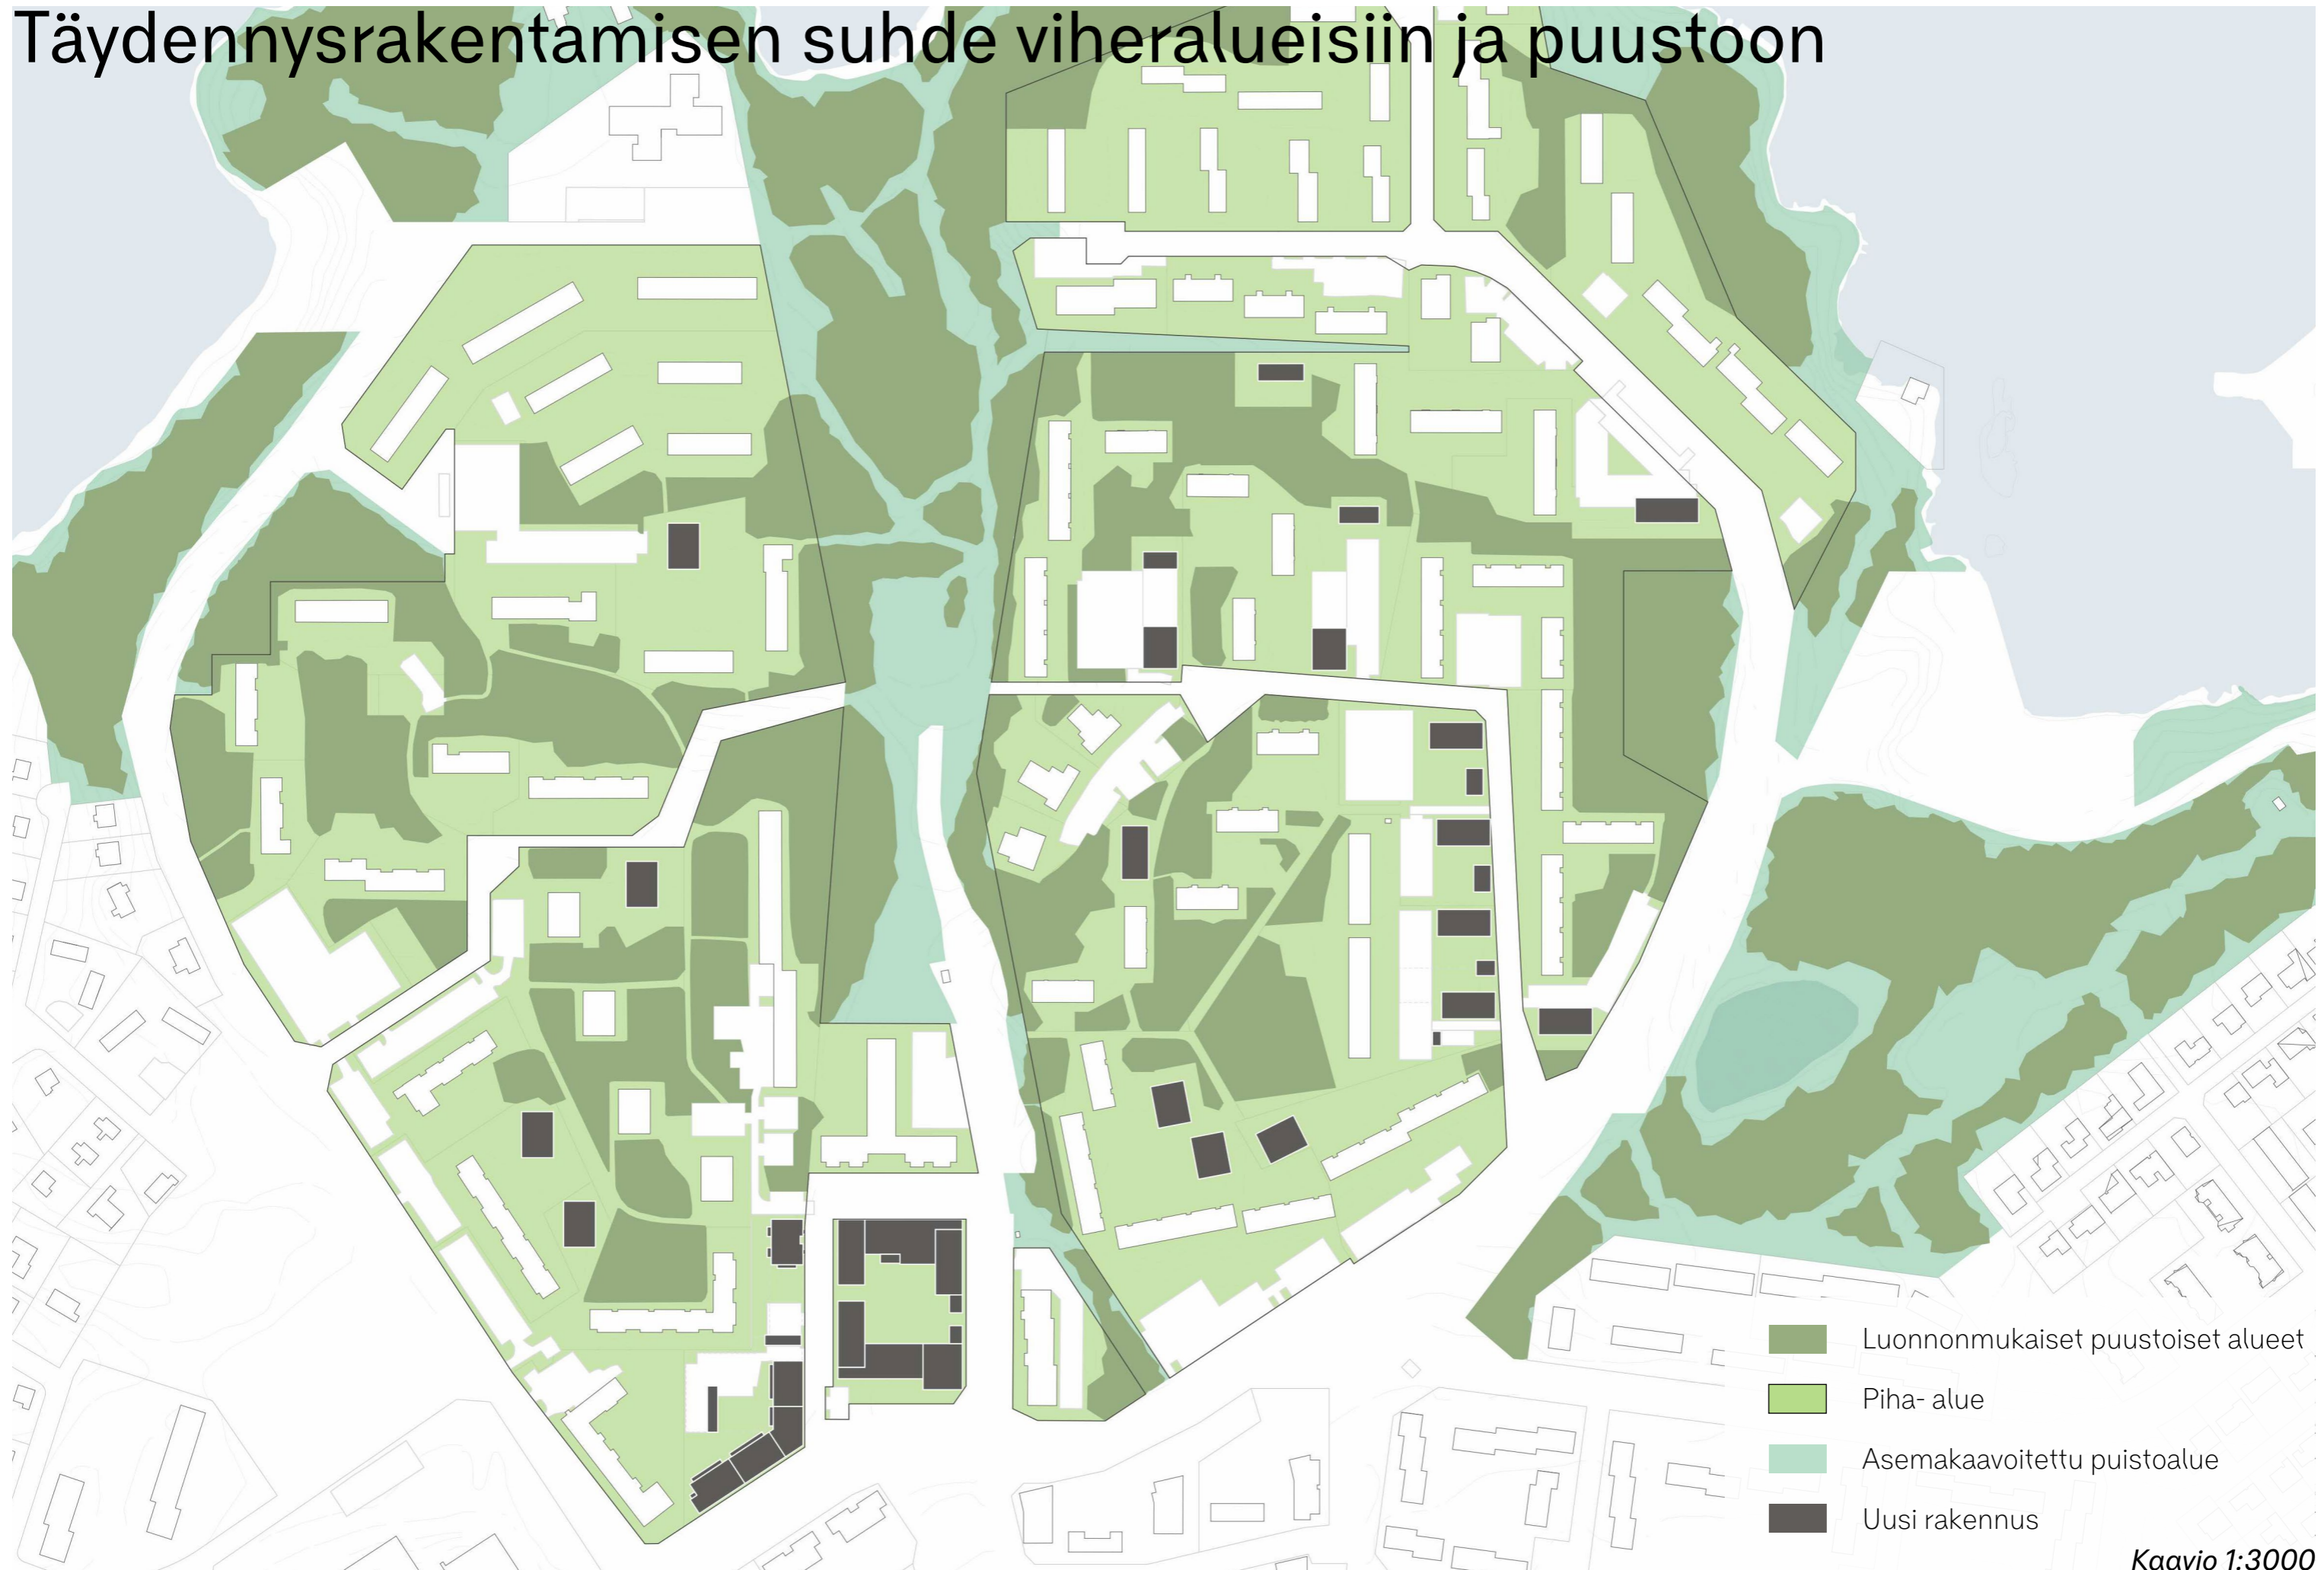 Täydennysrakentamisen suhde viheralueisiin ja puustoon
Luonnonmukaiset puustoiset alueet
Piha- alue
Asemakaavoitettu puistoalue
Uusi rakennus
Kaavio 1:3000